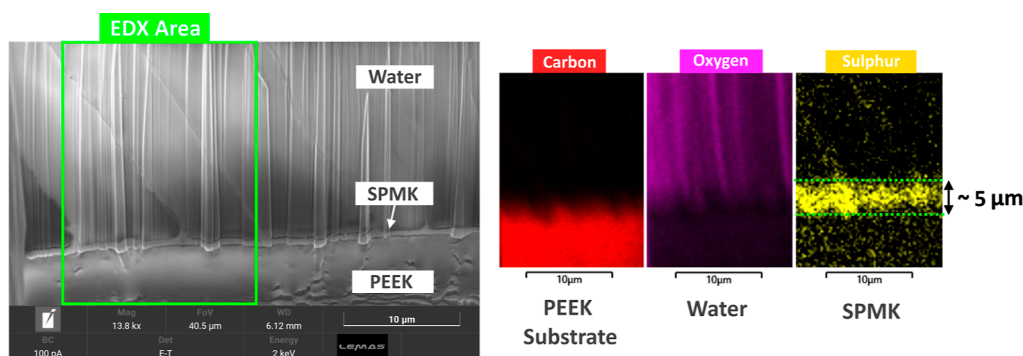 EDX Area
Water
SPMK
PEEK
Mag
FoV
WD
13.8 kx
40.5 µm
6.12 mm
10 µm
BC
Det
Energy
100 pA
E-T
2 keV
LEMAS
Carbon
Oxygen
Sulphur
~ 5 µm
10µm
10µm
10µm
PEEK
Substrate
Water
SPMK